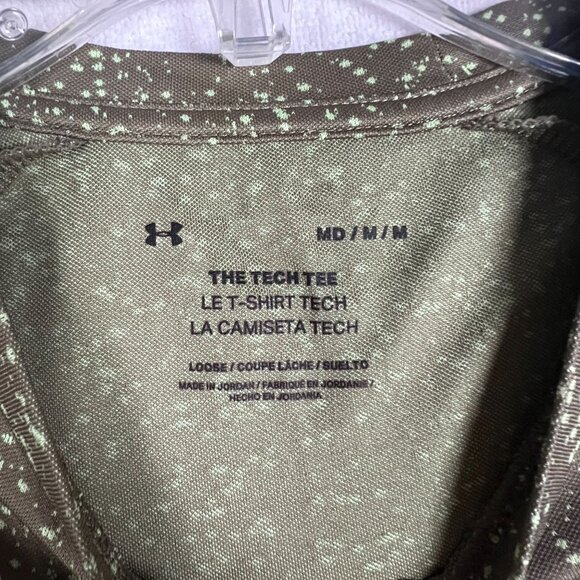 MD / M / M
THE TECH TEE
LE T-SHIRT TECH
LA CAMISETA TECH
LOOSE / COUPE LÂCHE / SUELTO
MADE IN JORDAN / FABRIQUÉ EN JORDANIE /
HECHO EN JORDANIA